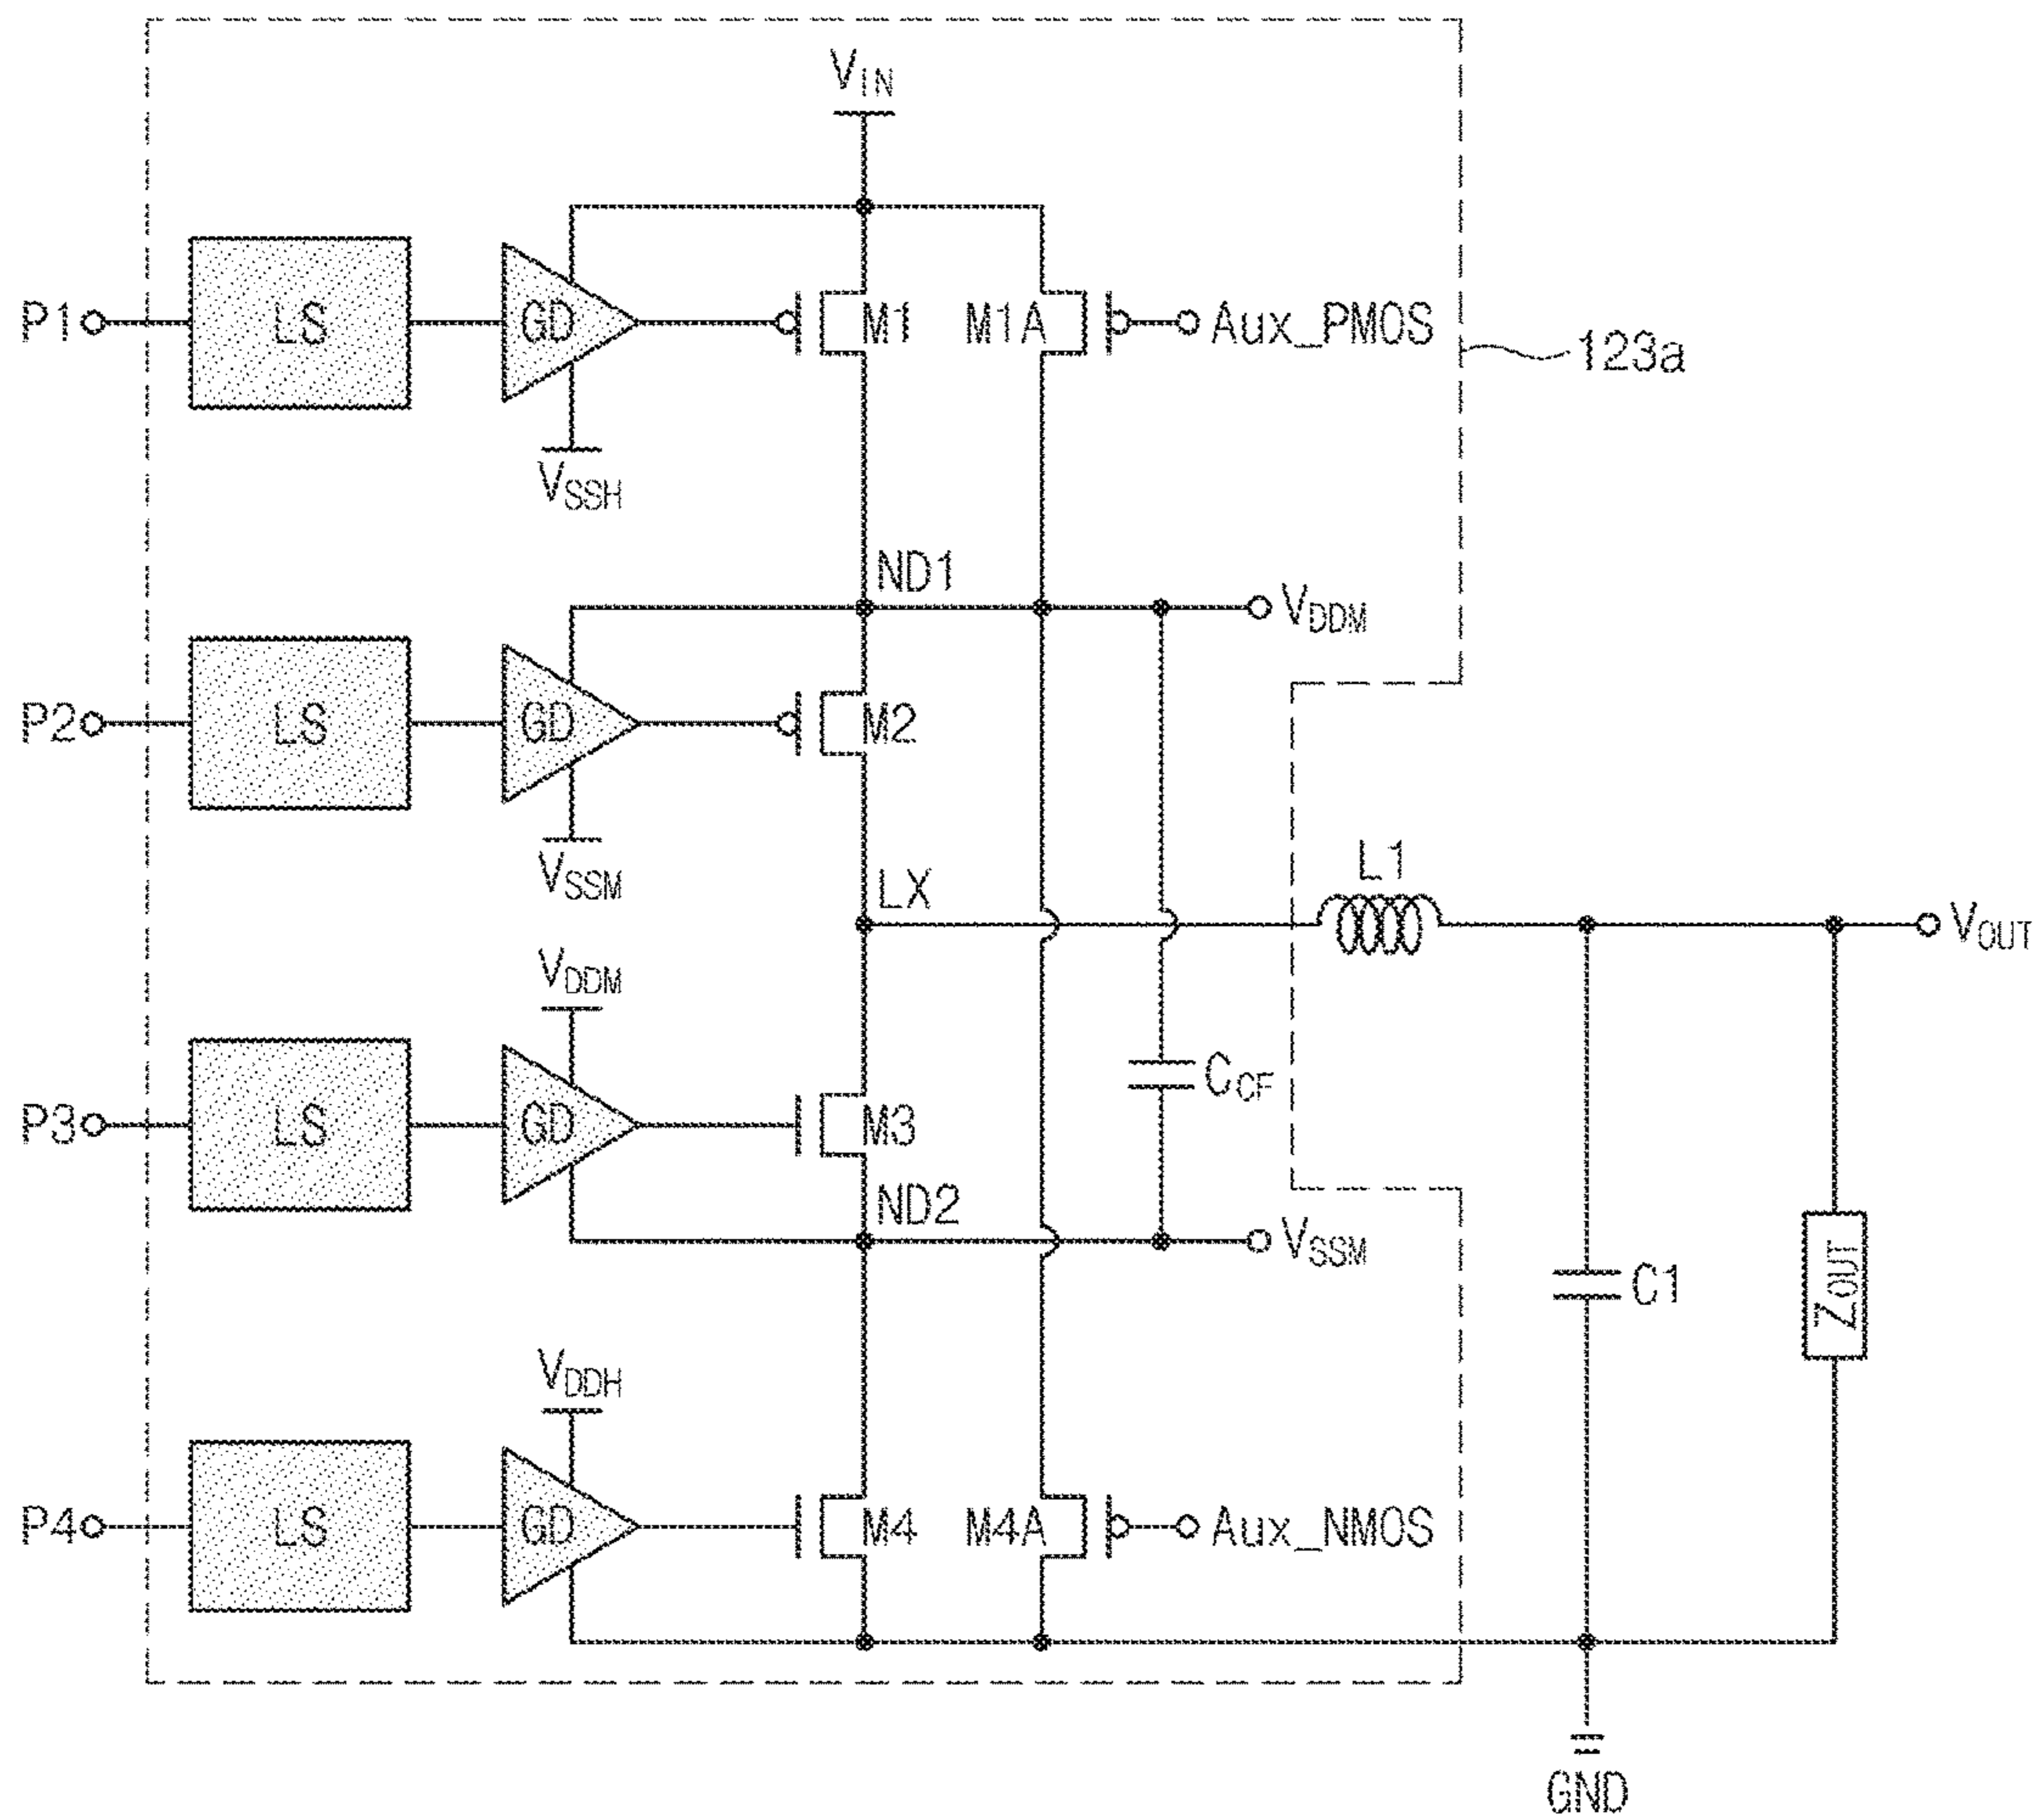 VIN
P1
LS
GD
M1
M1A
Aux_PMOS
123a
VSSH
ND1
VDDM
P2
LS
GD
M2
VSSM
LX
L1
VOUT
VDDM
P3
LS
GD
M3
CCF
ND2
VSSM
C1
ZOUT
VDDH
P4
LS
GD
M4
M4A
Aux_NMOS
GND